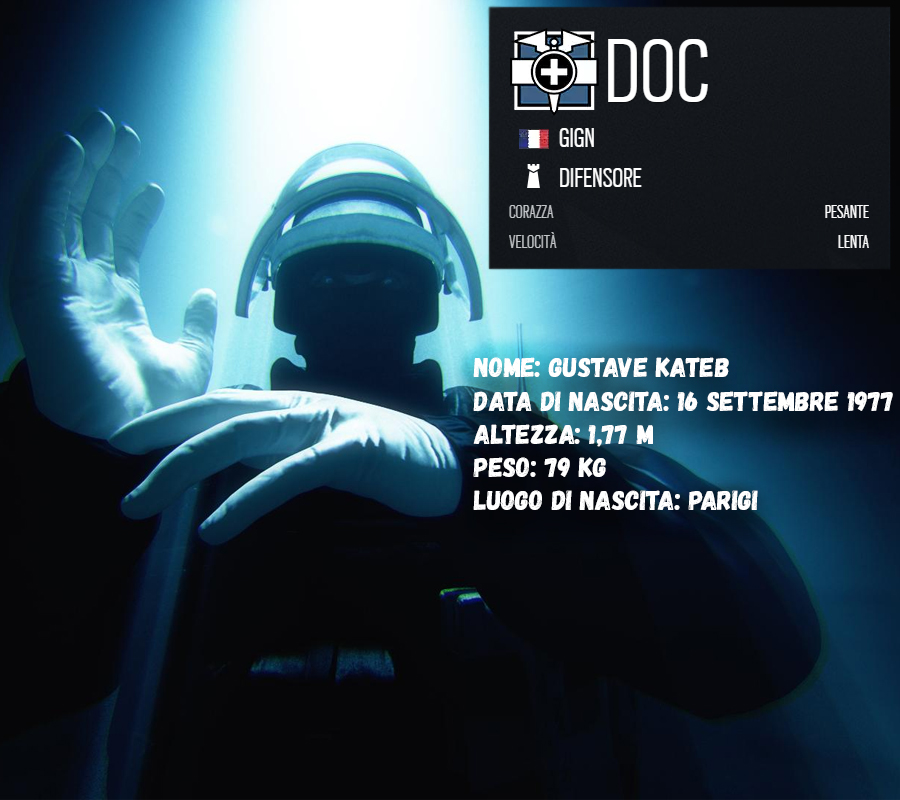 DOC
GIGN
DIFENSORE
CORAZZA PESANTE
VELOCITÀ LENTA
NOME: GUSTAVE KATEB
DATA DI NASCITA: 16 SETTEMBRE 1977
ALTEZZA: 1,77 M
PESO: 79 KG
LUOGO DI NASCITA: PARIGI